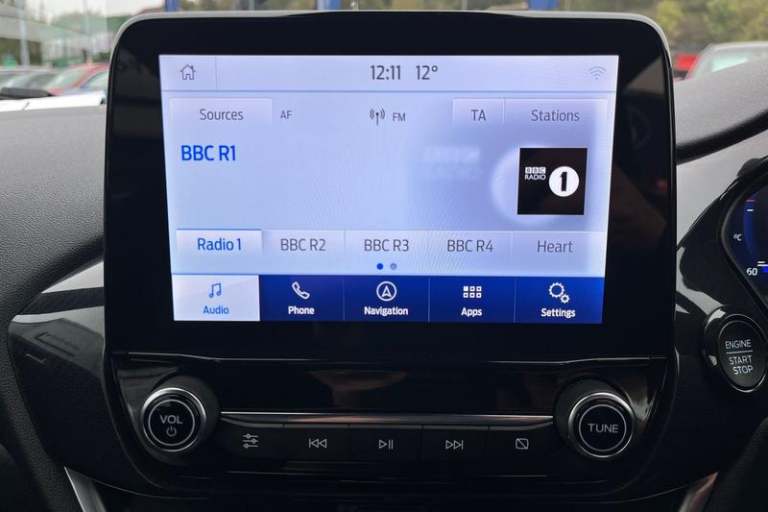 12:11 12°
Sources AF FM TA Stations
BBC R1
BBC RADIO 1
Radio 1 BBC R2 BBC R3 BBC R4 Heart
Audio Phone Navigation Apps Settings
°C
60
ENGINE
START
STOP
VOL
TUNE